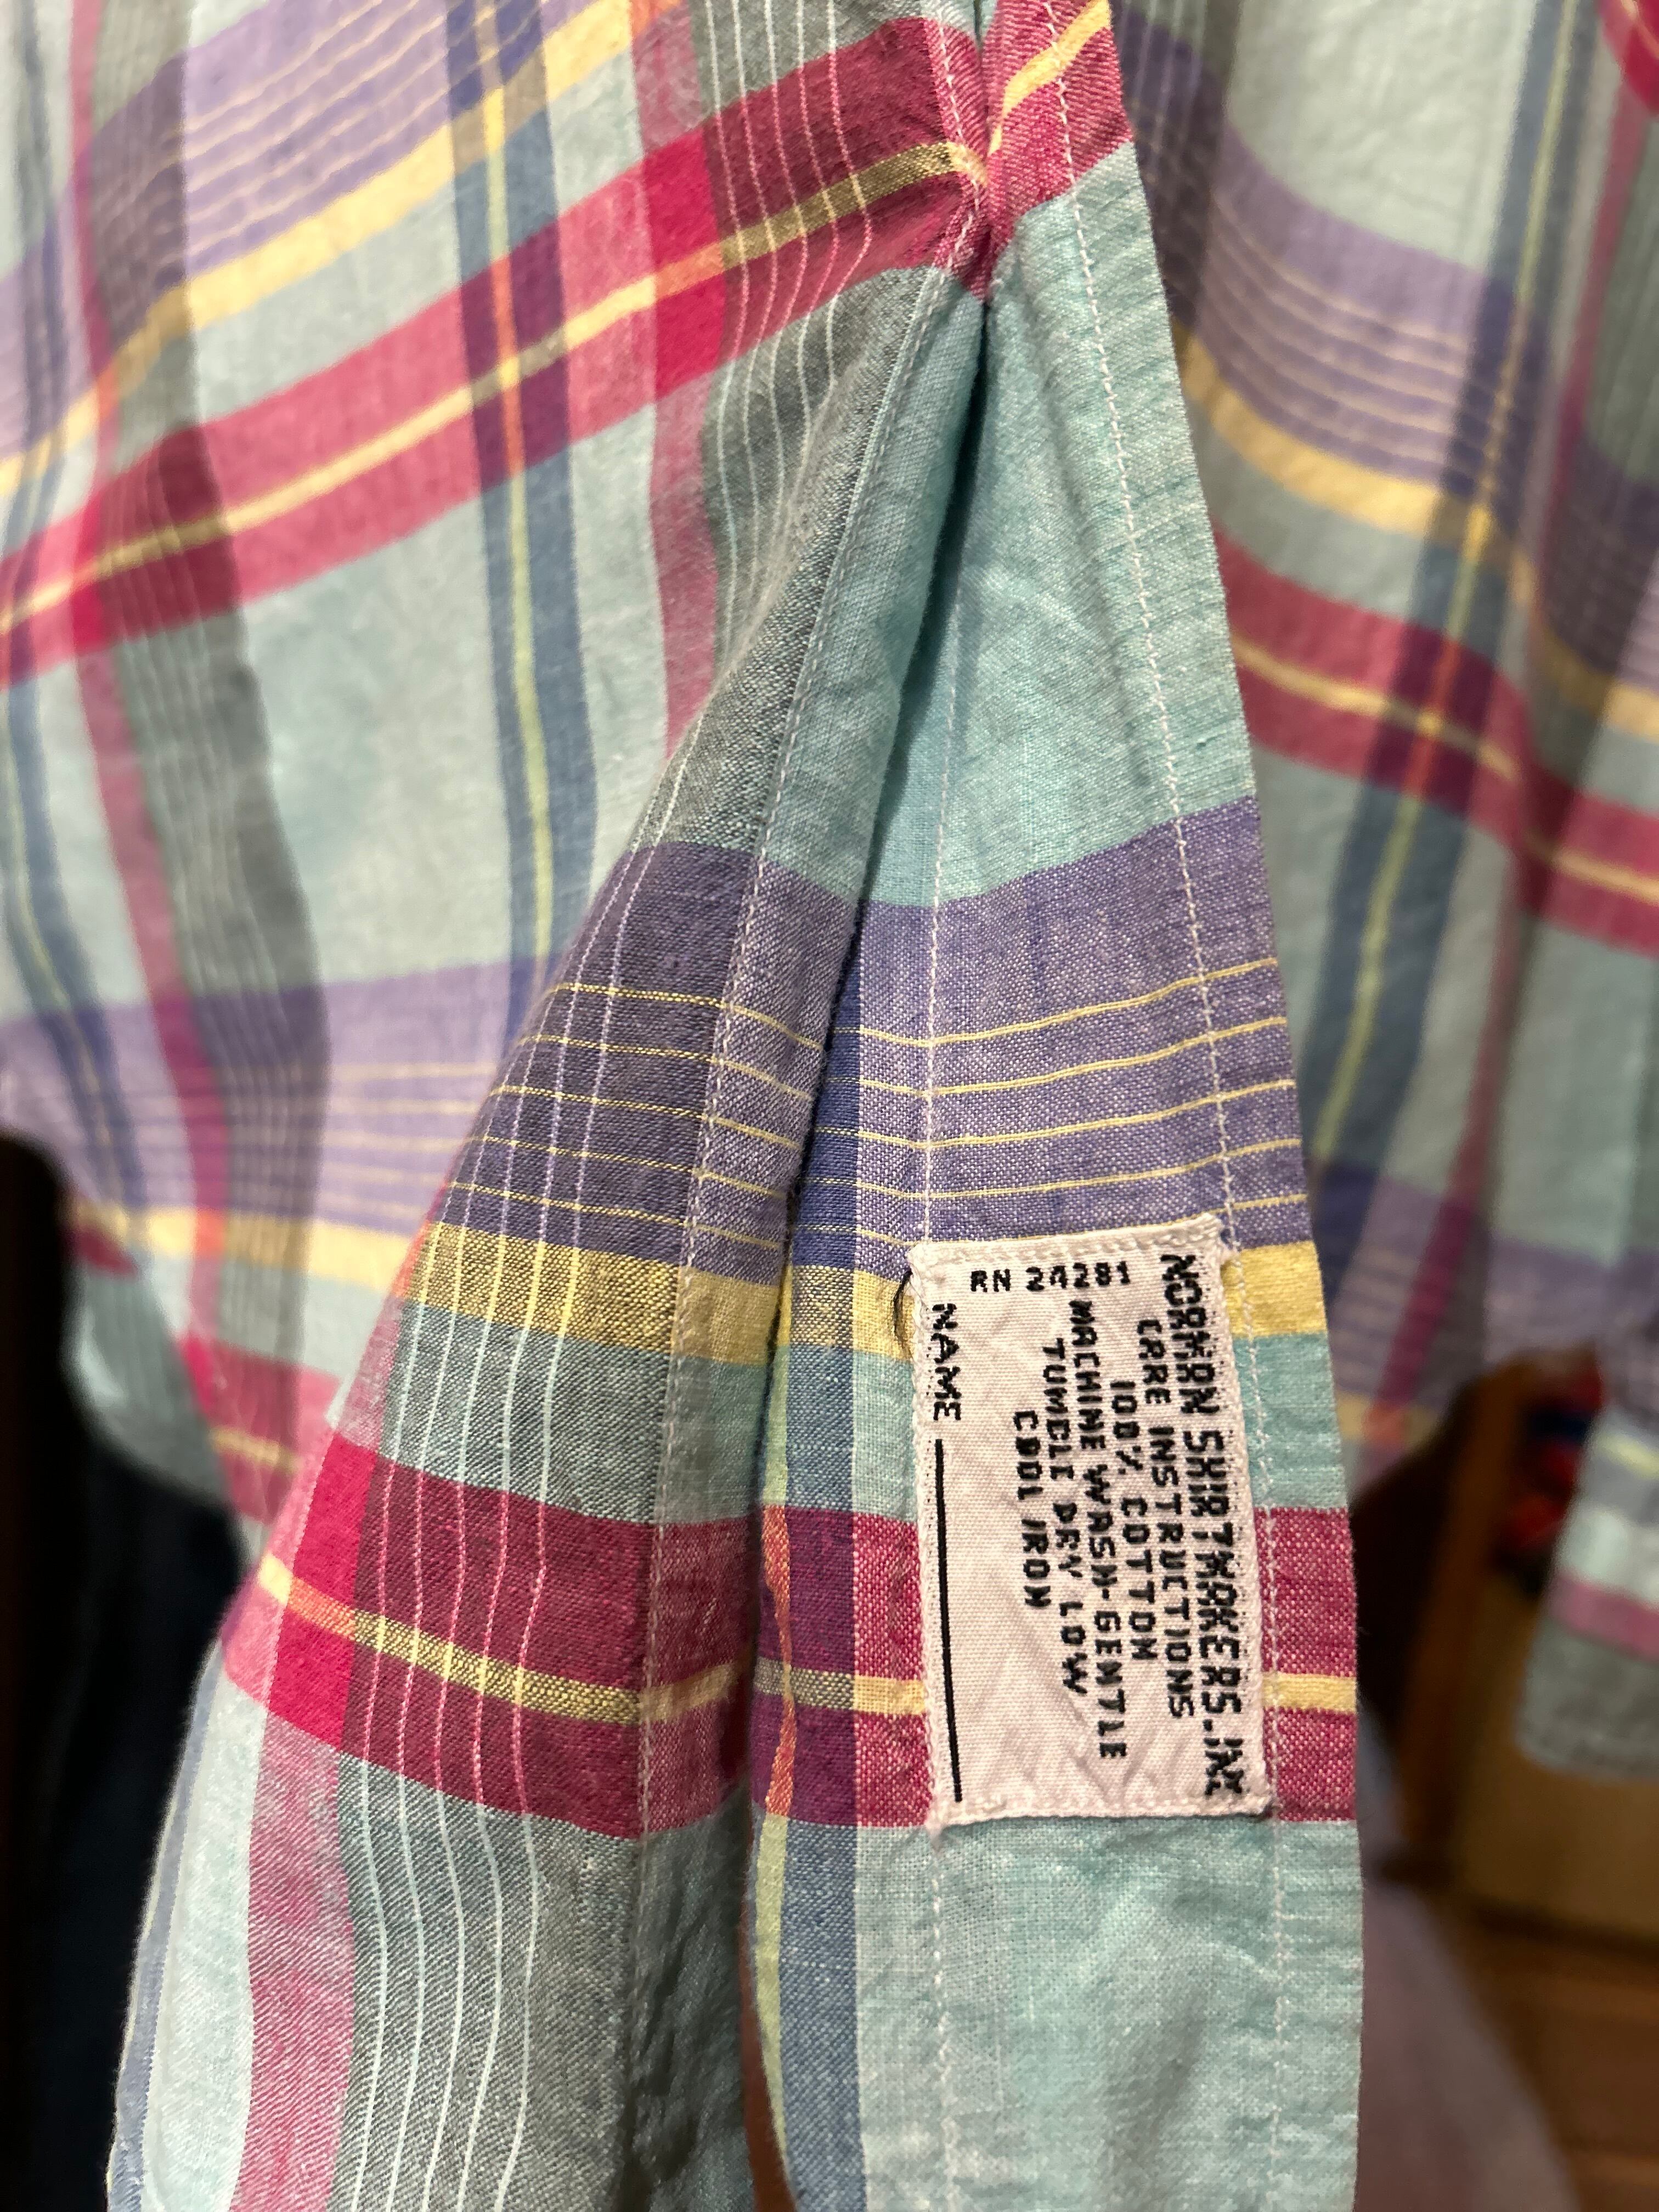 RN 24281
NORMAN SHIRTMAKERS.INC
CARE INSTRUCTIONS
100% COTTON
MACHINE WASH-GENTLE
TUMBLE DRY LOW
COOL IRON
NAME